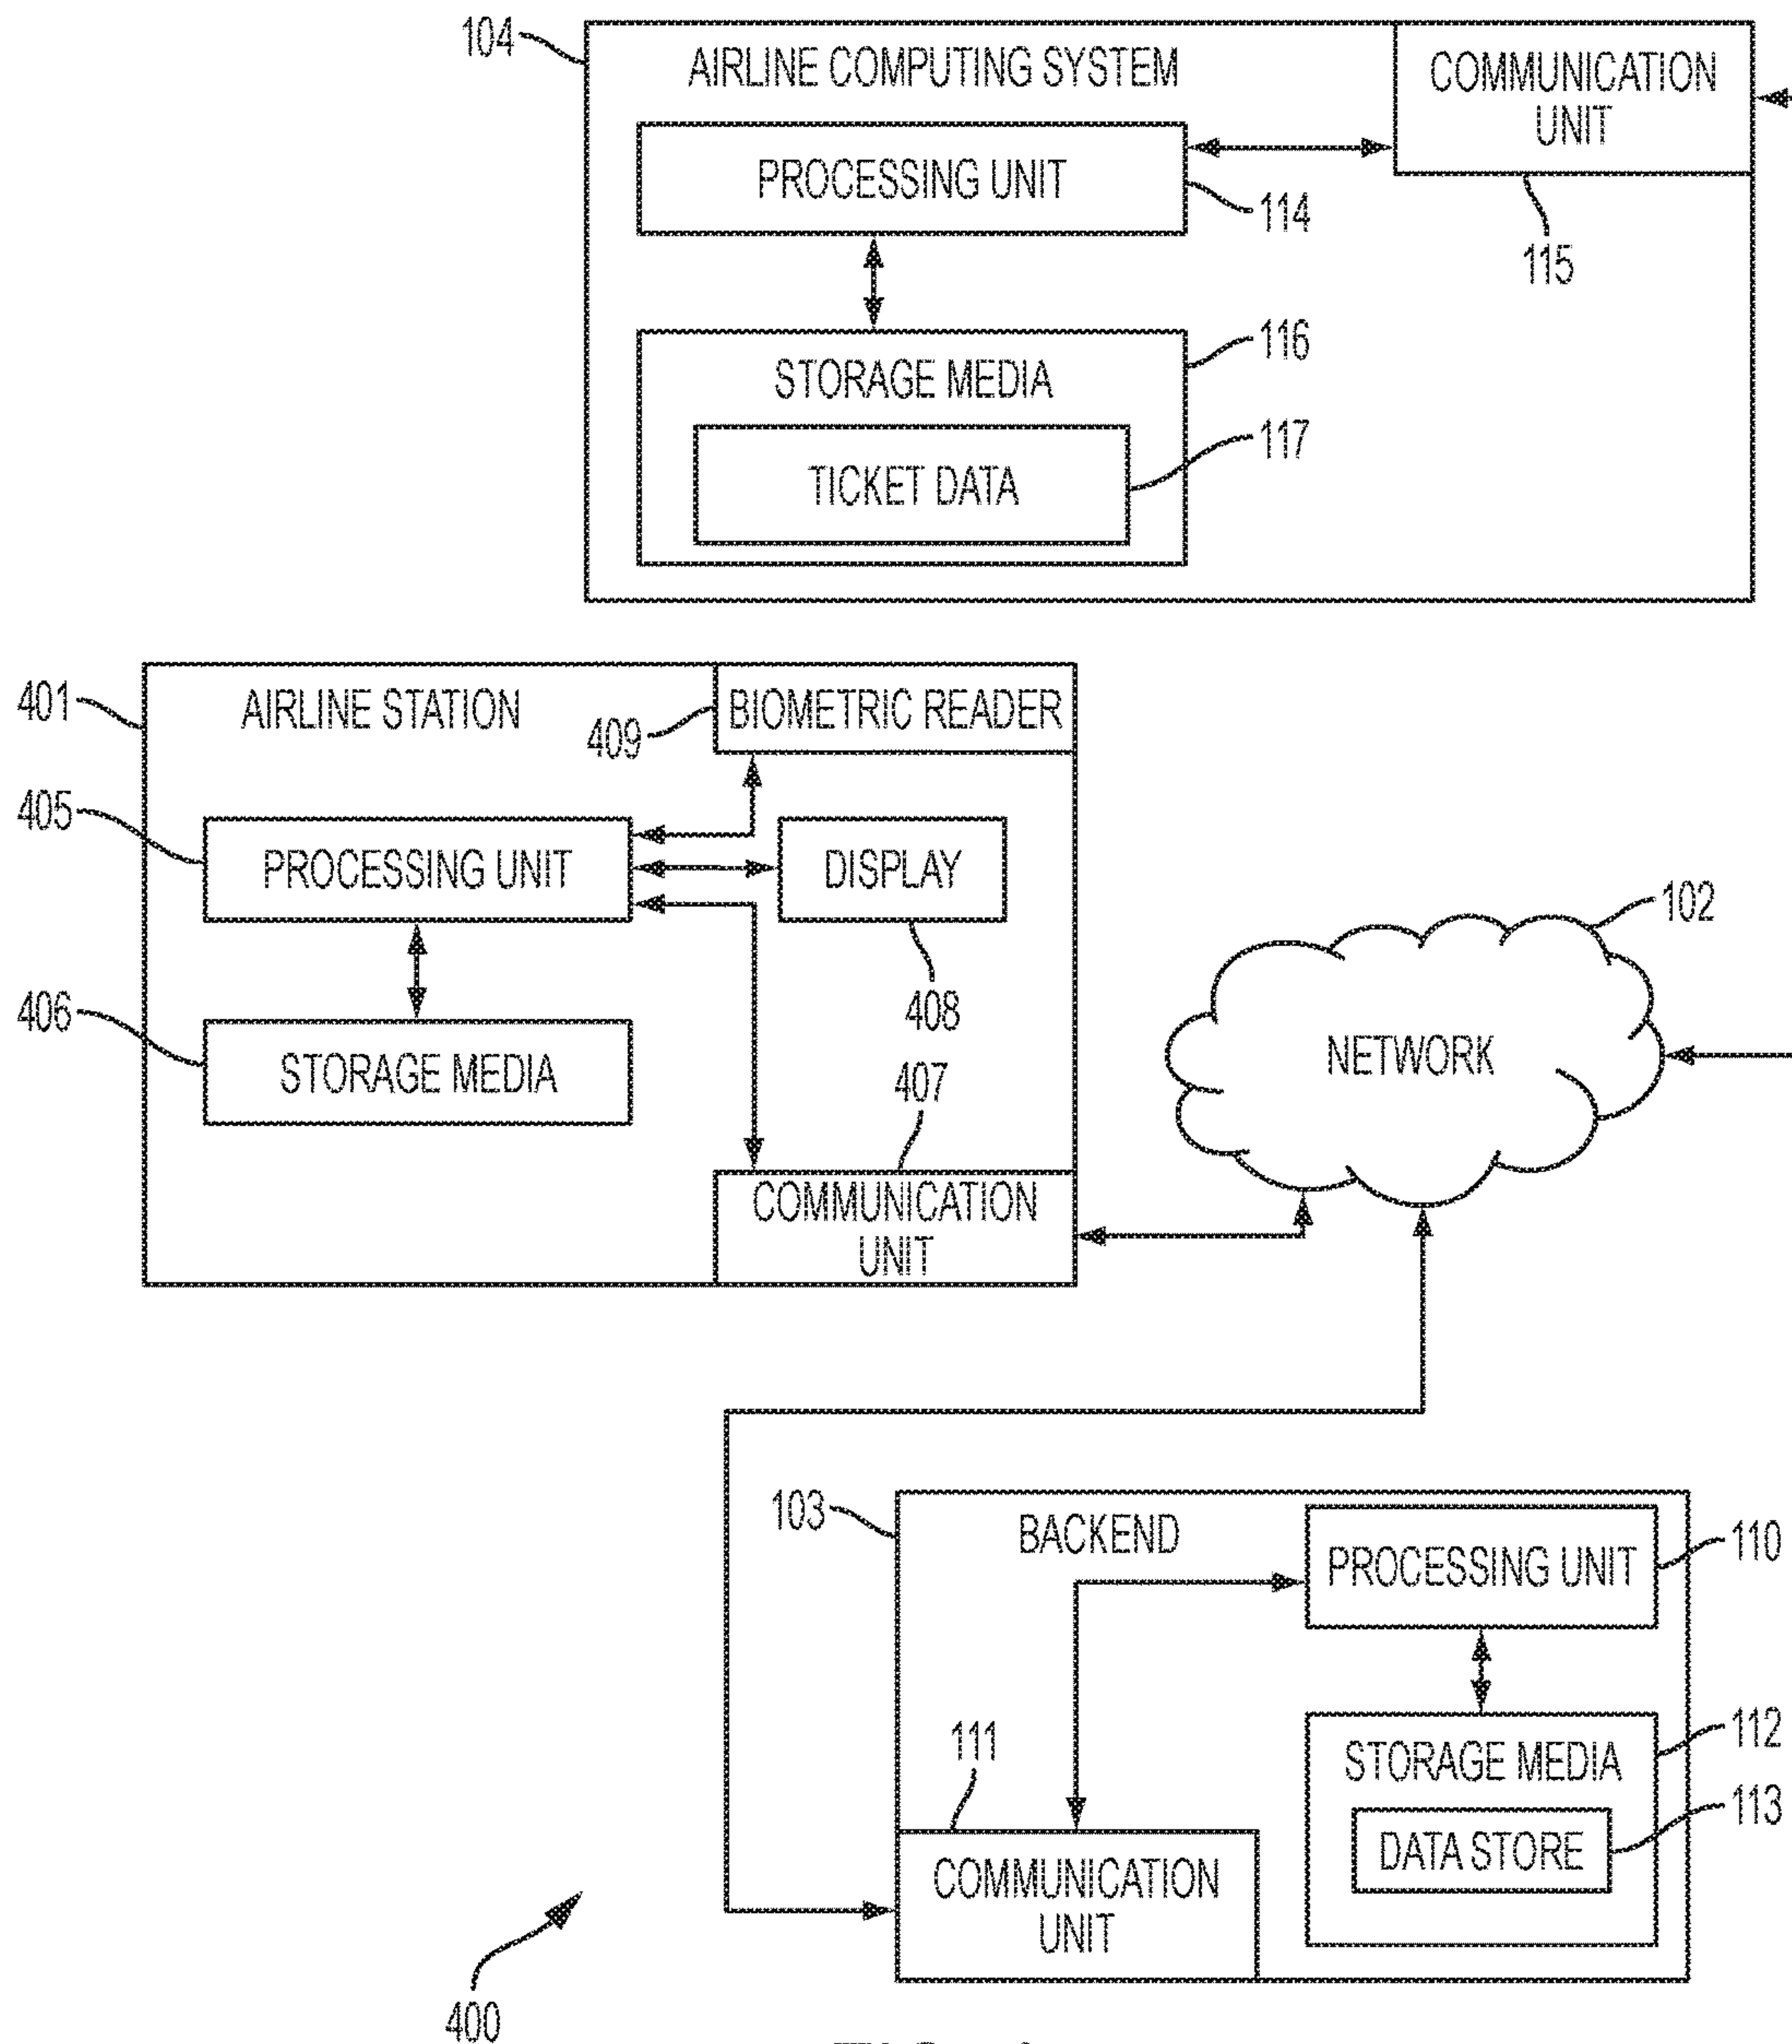 104
AIRLINE COMPUTING SYSTEM
COMMUNICATION
UNIT
PROCESSING UNIT
114
115
STORAGE MEDIA
116
TICKET DATA
117
401
AIRLINE STATION
409
BIOMETRIC READER
405
PROCESSING UNIT
DISPLAY
408
406
STORAGE MEDIA
407
COMMUNICATION
UNIT
102
NETWORK
103
BACKEND
PROCESSING UNIT
110
111
STORAGE MEDIA
112
DATA STORE
113
COMMUNICATION
UNIT
400